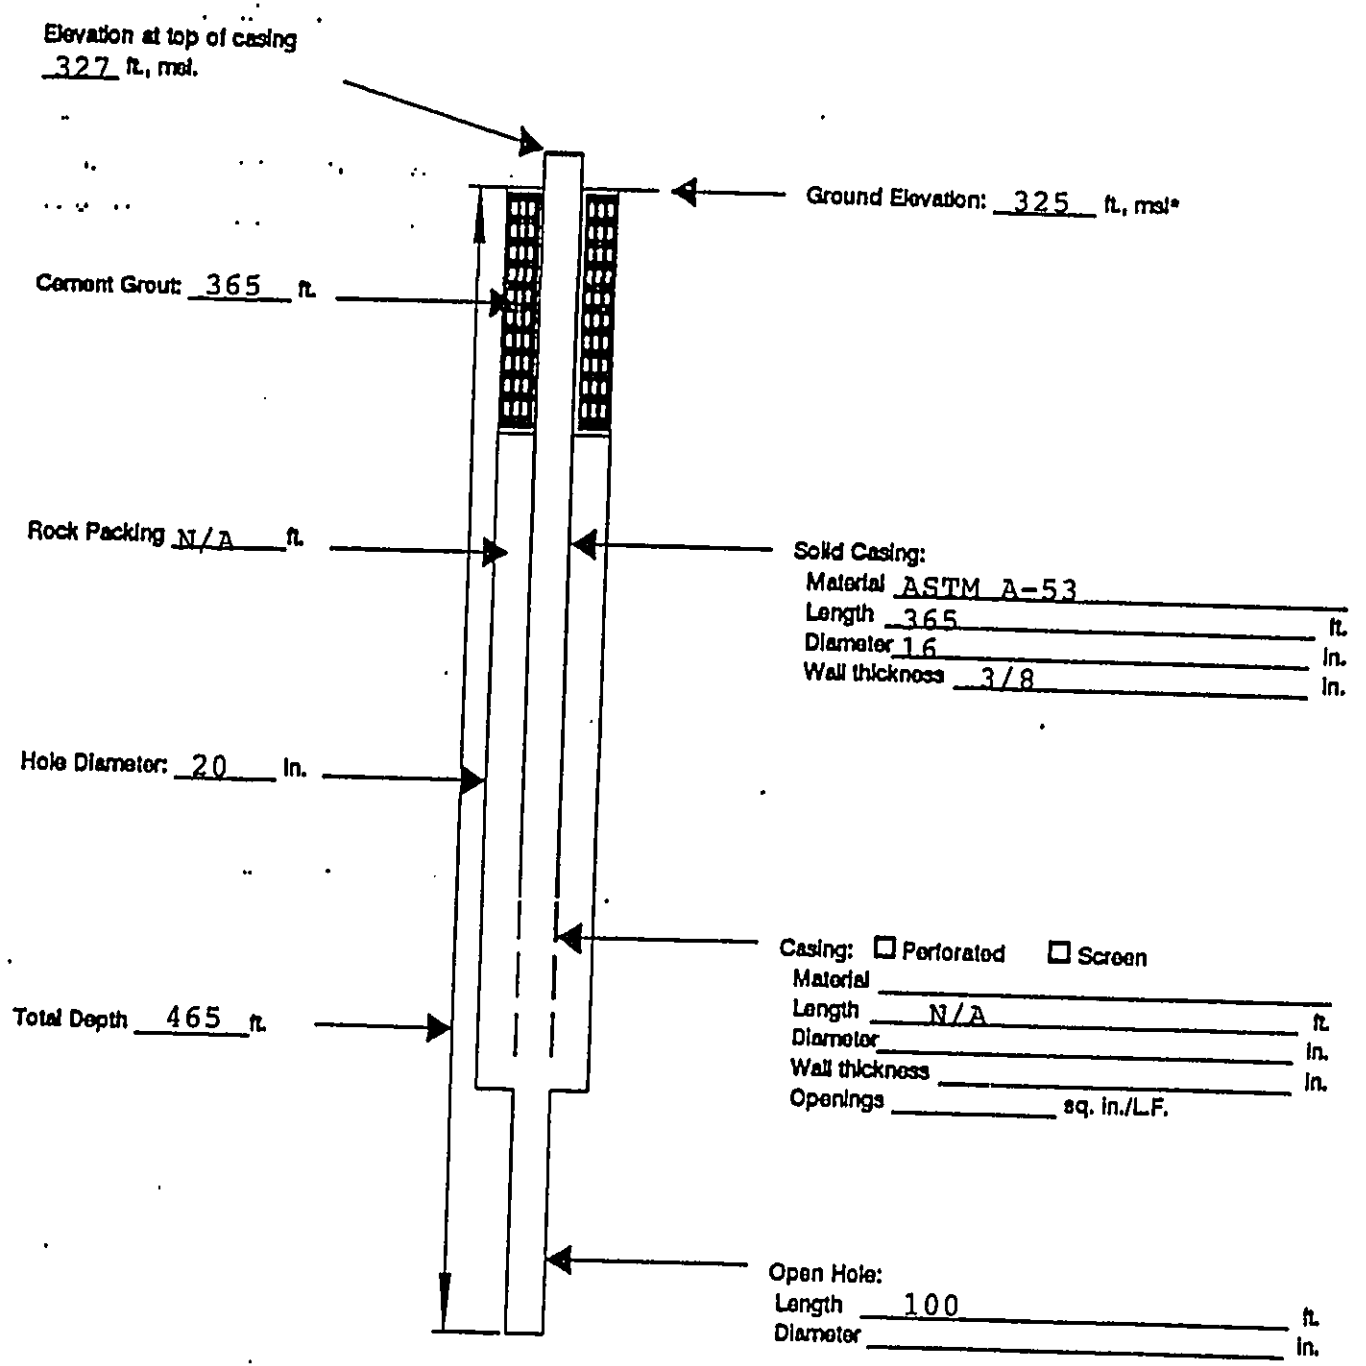 Elevation at top of casing
327 ft., msl.
Ground Elevation: 325 ft., msl*
Cement Grout: 365 ft.
Rock Packing N/A ft.
Solid Casing:
Material ASTM A-53
Length 365 ft.
Diameter 16 in.
Wall thickness 3/8 in.
Hole Diameter: 20 in.
Casing: ☐ Perforated ☐ Screen
Material
Length N/A ft.
Diameter in.
Wall thickness in.
Openings sq. in./L.F.
Total Depth 465 ft.
Open Hole:
Length 100 ft.
Diameter in.